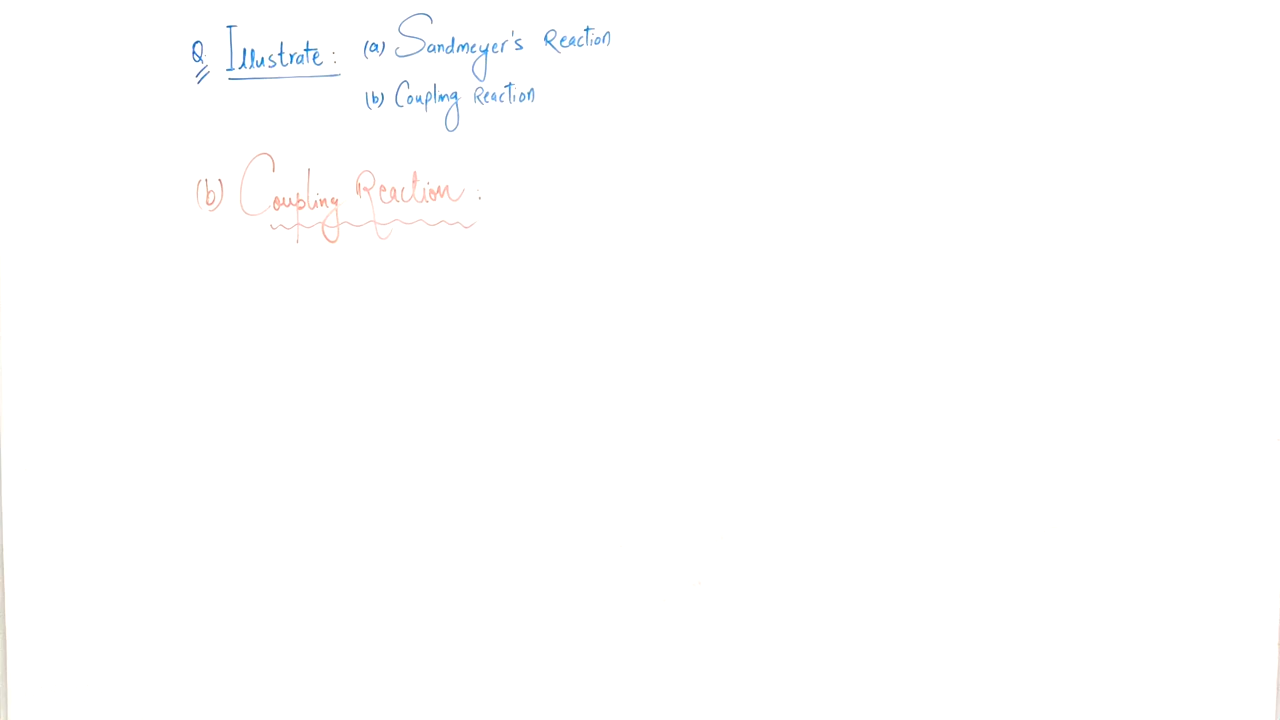 Q Illustrate: (a) Sandmeyer's Reaction
(b) Coupling Reaction
(b) Coupling Reaction: